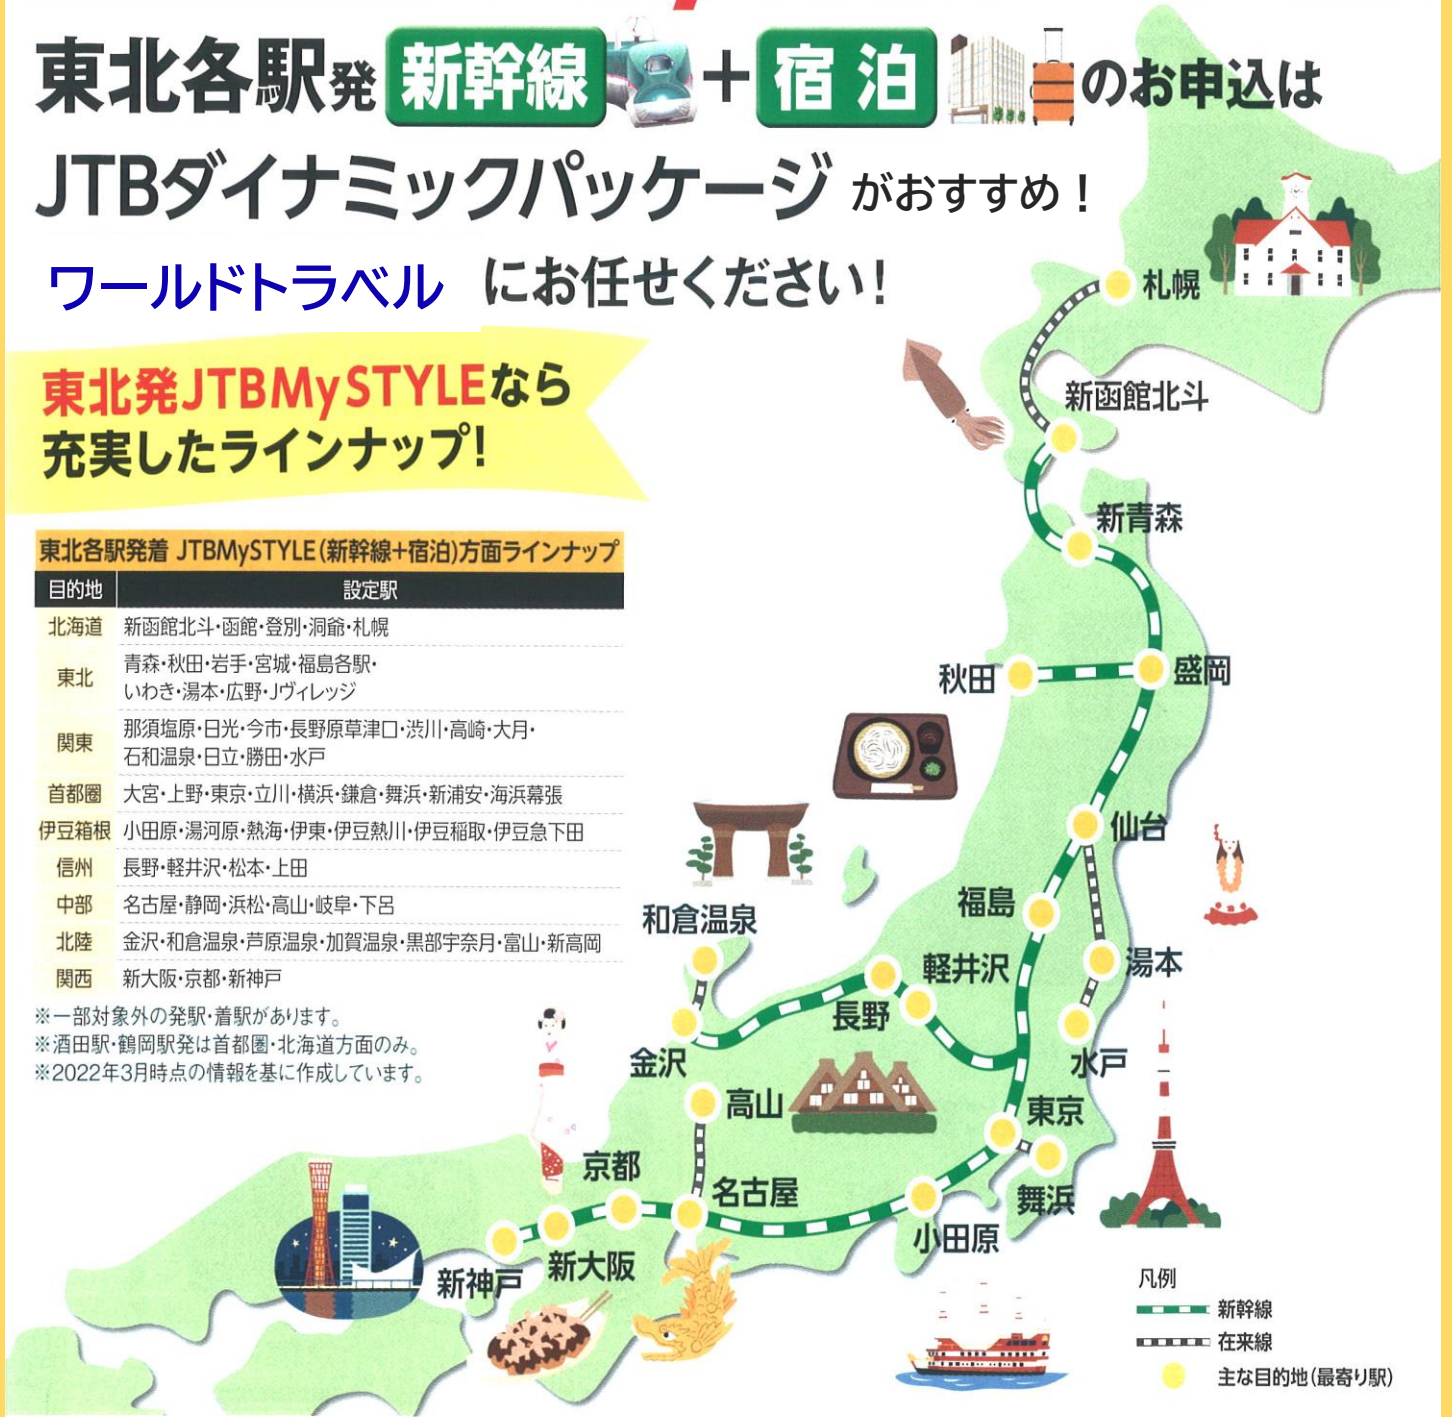 東北各駅発 新幹線 + 宿泊 のお申込は
JTBダイナミックパッケージ がおすすめ！
ワールドトラベル にお任せください！
東北発JTBMySTYLEなら
充実したラインナップ！
東北各駅発着 JTBMySTYLE(新幹線+宿泊)方面ラインナップ
目的地 設定駅
北海道 新函館北斗・函館・登別・洞爺・札幌
東北 青森・秋田・岩手・宮城・福島各駅・
いわき・湯本・広野・Jヴィレッジ
関東 那須塩原・日光・今市・長野原草津口・渋川・高崎・大月・
石和温泉・日立・勝田・水戸
首都圏 大宮・上野・東京・立川・横浜・鎌倉・舞浜・新浦安・海浜幕張
伊豆箱根 小田原・湯河原・熱海・伊東・伊豆熱川・伊豆稲取・伊豆急下田
信州 長野・軽井沢・松本・上田
中部 名古屋・静岡・浜松・高山・岐阜・下呂
北陸 金沢・和倉温泉・芦原温泉・加賀温泉・黒部宇奈月・富山・新高岡
関西 新大阪・京都・新神戸
※一部対象外の発駅・着駅があります。
※酒田駅・鶴岡駅発は首都圏・北海道方面のみ。
※2022年3月時点の情報を基に作成しています。
札幌
新函館北斗
新青森
秋田
盛岡
仙台
福島
和倉温泉
軽井沢
湯本
長野
金沢
水戸
高山
東京
京都
名古屋
舞浜
小田原
新大阪
新神戸
凡例
新幹線
在来線
主な目的地(最寄り駅)